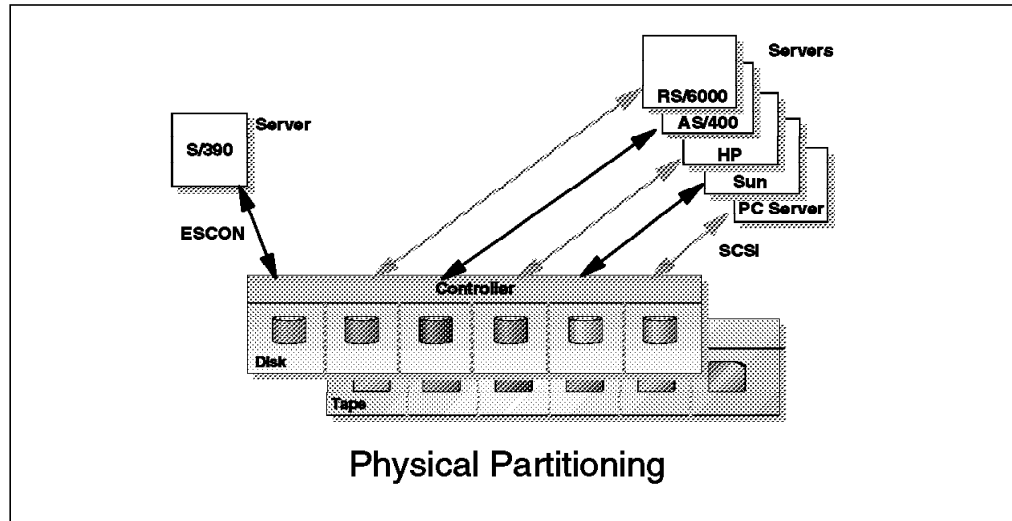 Servers
RS/6000
AS/400
HP
Sun
PC Server
Server
S/390
ESCON
SCSI
Controller
Disk
Tape
Physical Partitioning